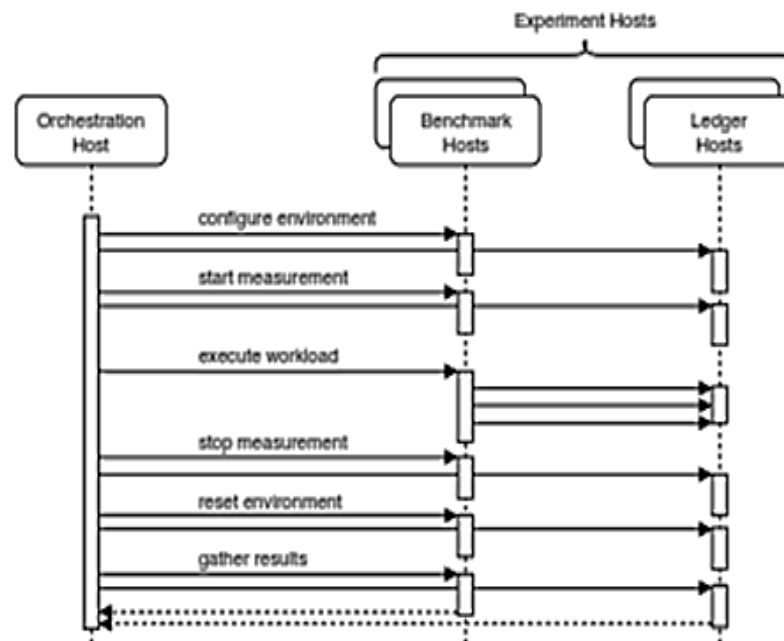 Experiment Hosts
Orchestration
Host
Benchmark
Hosts
Ledger
Hosts
configure environment
start measurement
execute workload
stop measurement
reset environment
gather results